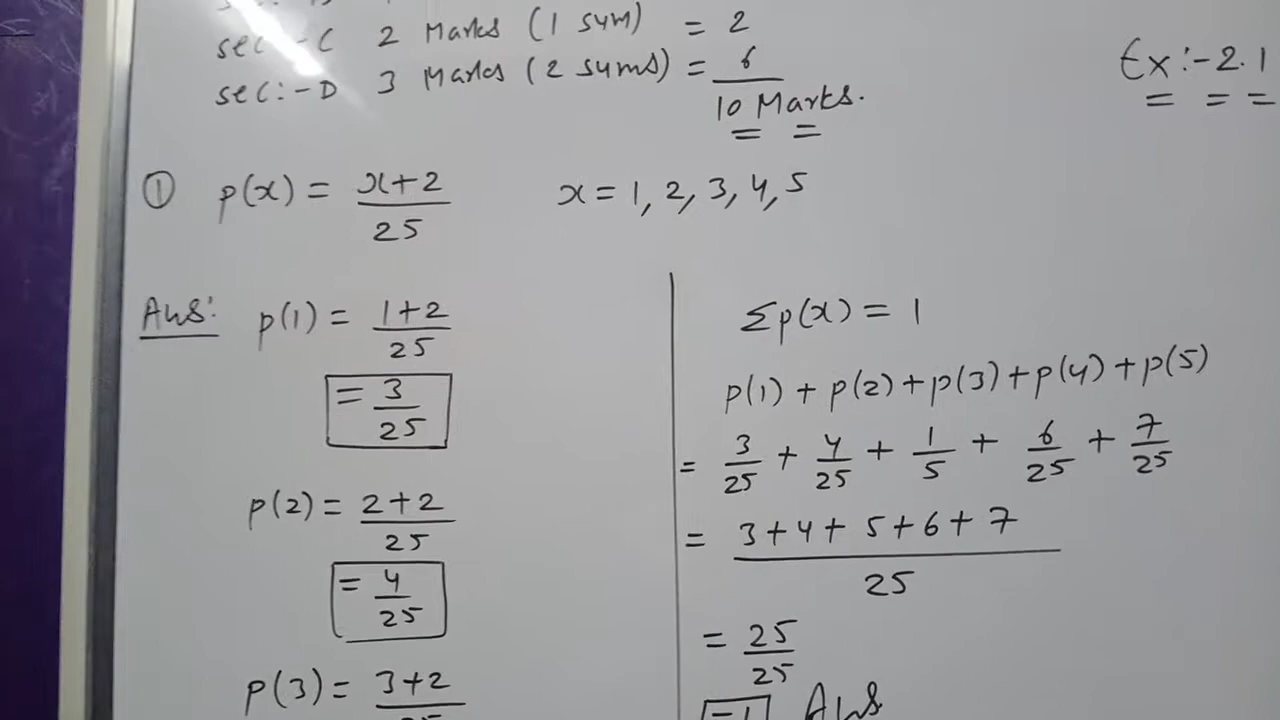 sec -C 2 Marks (1 sum) = 2
sec:-D 3 Marks (2 sums) = 6
10 Marks.
Ex:-2.1
① p(x) = x+2/25 x = 1, 2, 3, 4, 5
Ans: p(1) = 1+2/25
= 3/25
p(2) = 2+2/25
= 4/25
p(3) = 3+2
Σp(x) = 1
p(1) + p(2) + p(3) + p(4) + p(5)
= 3/25 + 4/25 + 1/5 + 6/25 + 7/25
= 3+4+5+6+7/25
= 25/25
=1 Ans